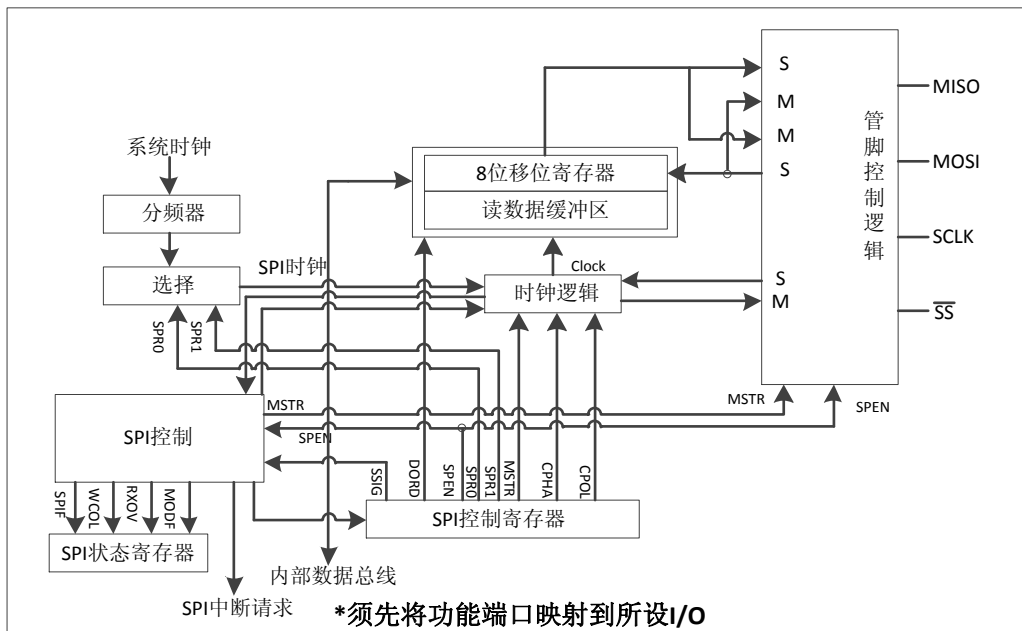 S
M
MISO
系统时钟
M
管脚控制逻辑
8位移位寄存器
S
MOSI
分频器
读数据缓冲区
SCLK
SPI时钟
Clock
选择
时钟逻辑
S
M
SS
SPR0
SPR1
MSTR
MSTR
SPEN
SPI控制
SPEN
SSIG
DORD
SPEN
SPR0
SPR1
MSTR
CPHA
CPOL
SPIF
WCOL
RXOV
MODF
SPI控制寄存器
SPI状态寄存器
内部数据总线
SPI中断请求
*须先将功能端口映射到所设I/O